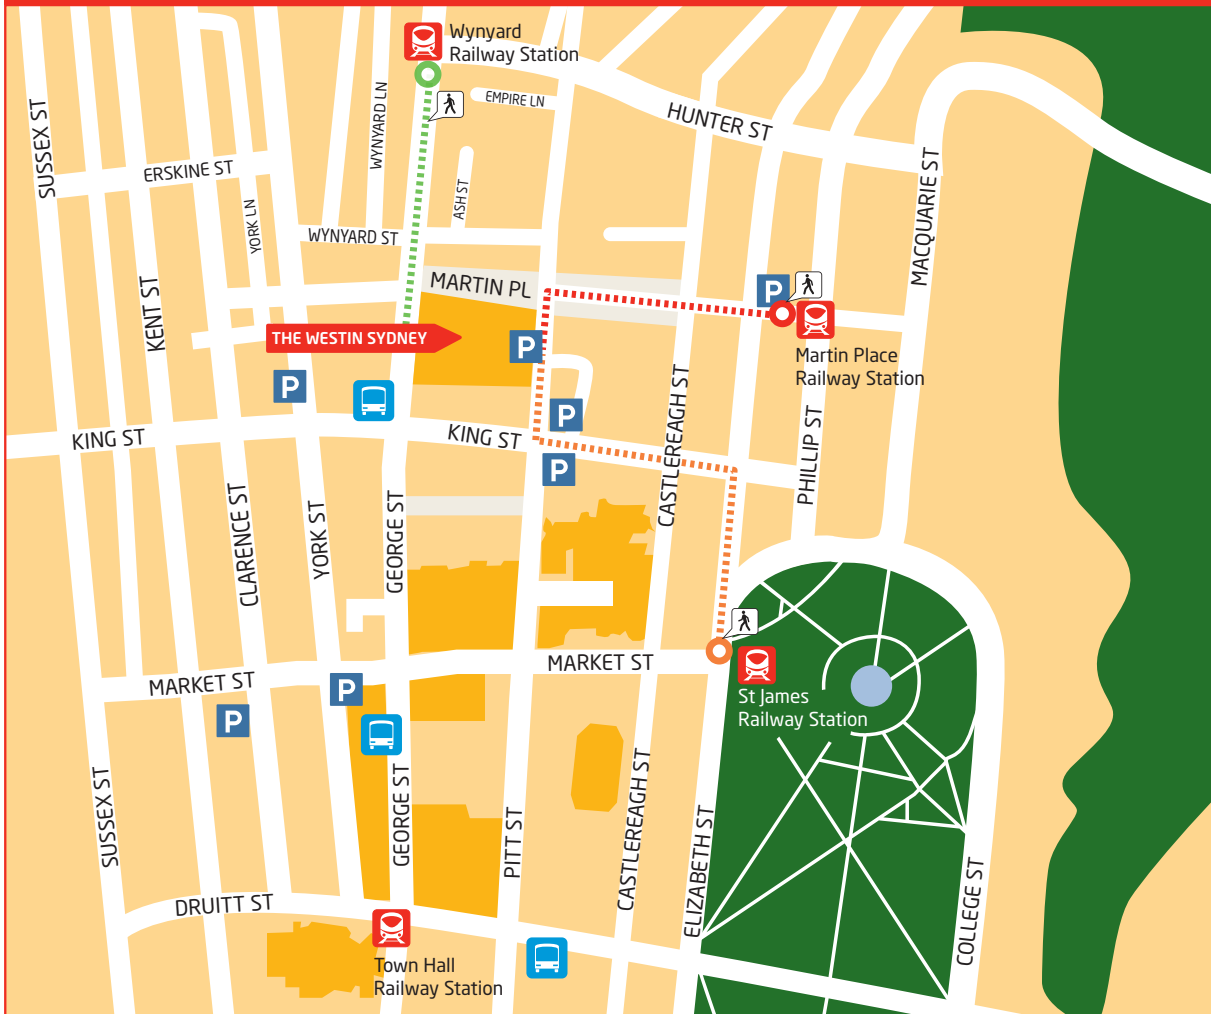 Wynyard
Railway Station
EMPIRE LN
HUNTER ST
SUSSEX ST
WYNYARD LN
ERSKINE ST
ASH ST
YORK LN
MACQUARIE ST
WYNYARD ST
KENT ST
MARTIN PL
P
THE WESTIN SYDNEY
P
Martin Place
Railway Station
P
P
CASTLEREAGH ST
PHILLIP ST
KING ST
KING ST
P
CLARENCE ST
YORK ST
GEORGE ST
MARKET ST
MARKET ST
P
P
St James
Railway Station
SUSSEX ST
GEORGE ST
PITT ST
CASTLEREAGH ST
ELIZABETH ST
COLLEGE ST
DRUITT ST
Town Hall
Railway Station